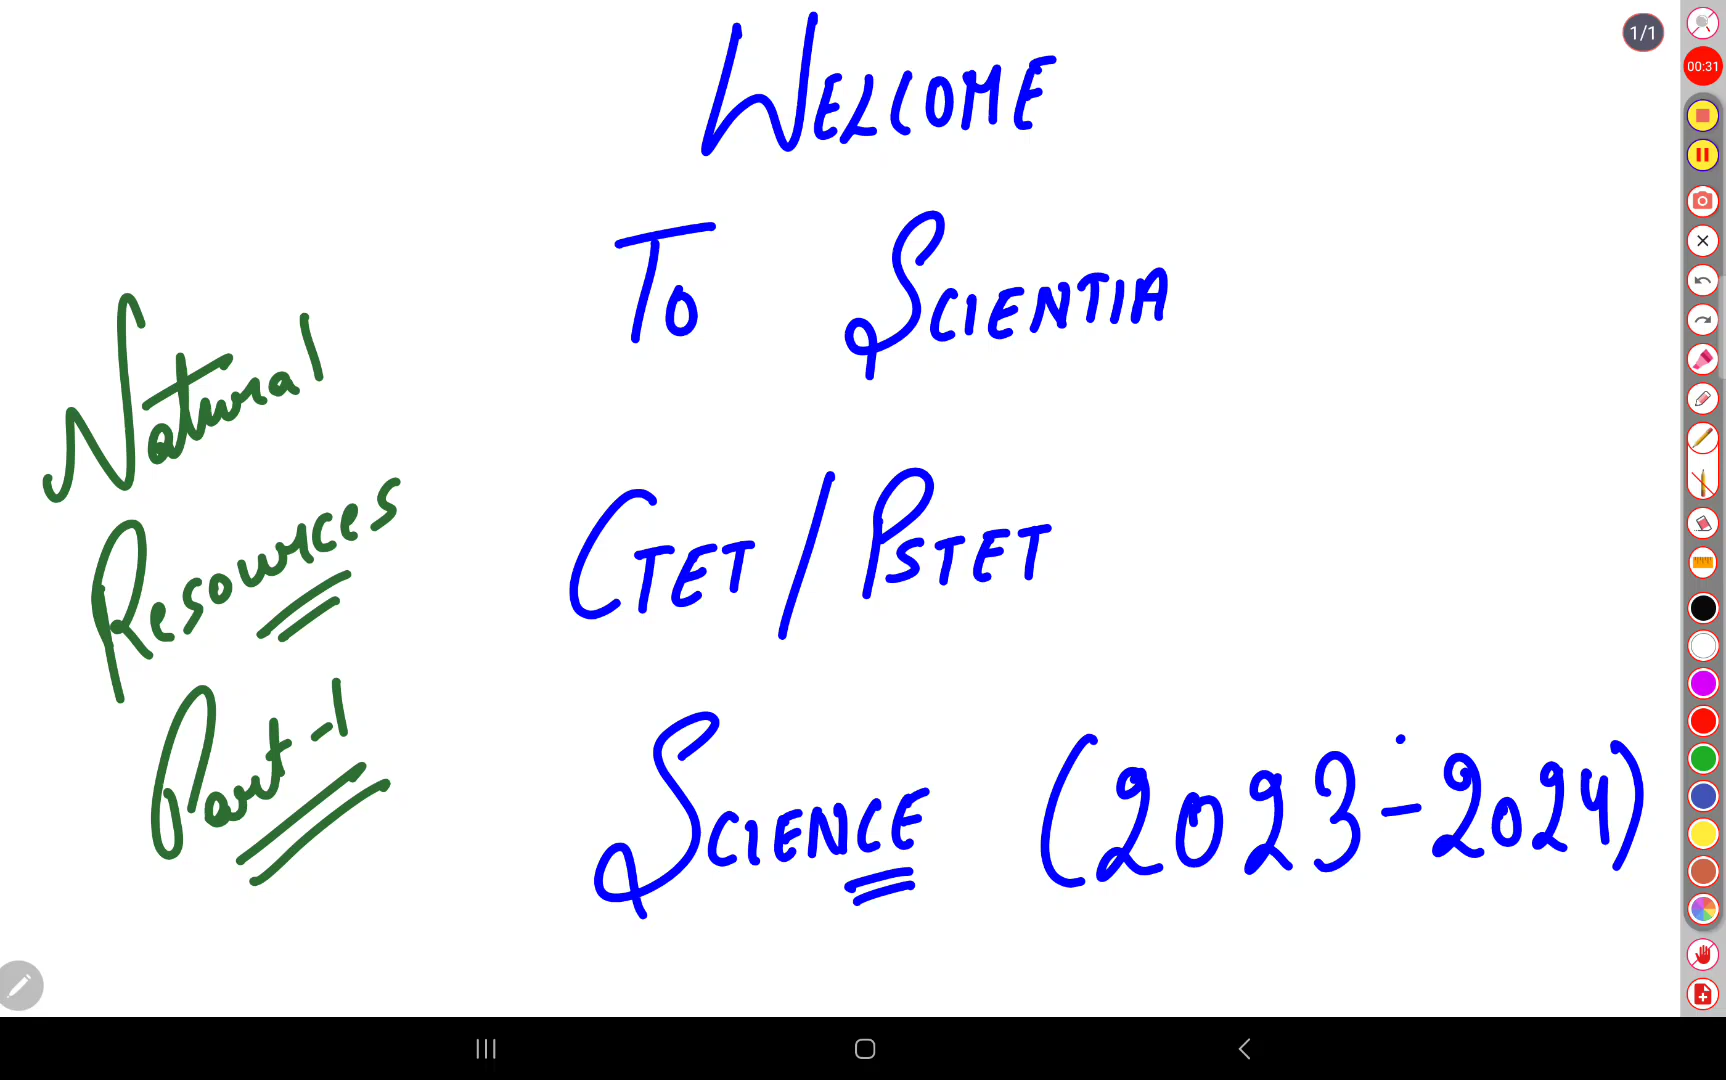 WELCOME
TO SCIENTIA
CTET / PSTET
SCIENCE (2023-2024)
Natural
Resources
Part-1
1/1
00:31